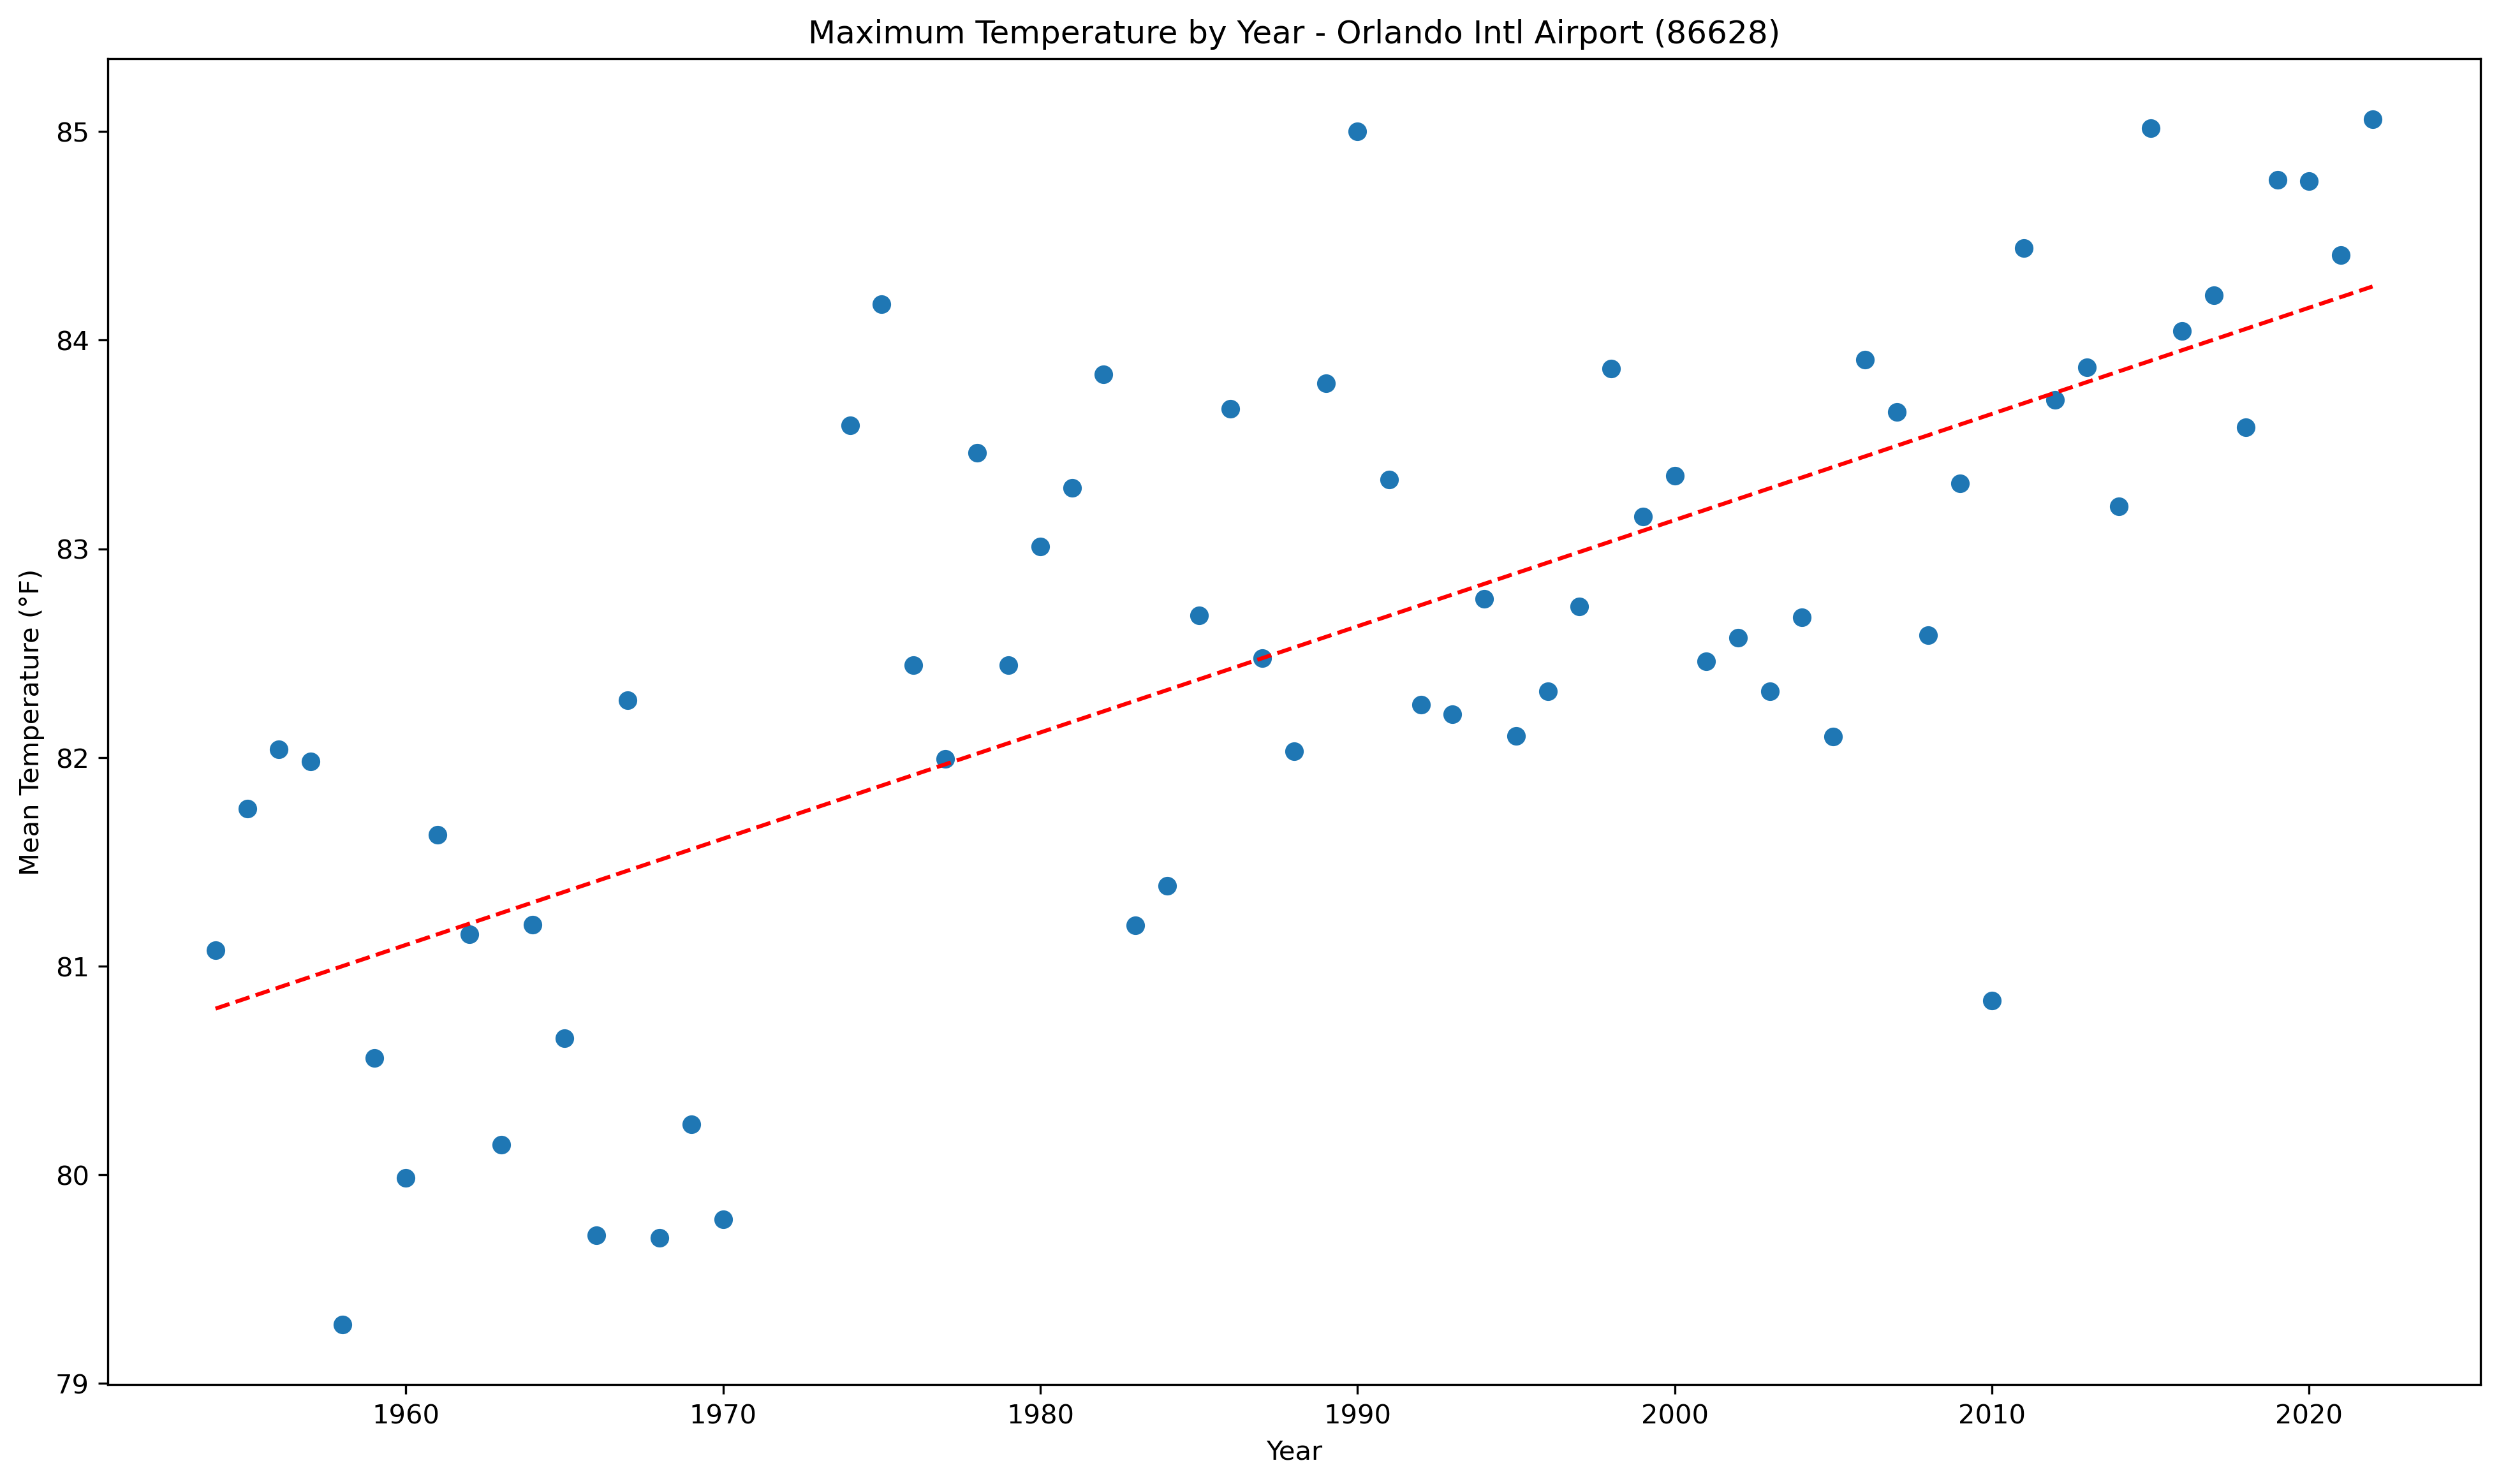 Maximum Temperature by Year - Orlando Intl Airport (86628)
85
84
83
82
81
80
79
Mean Temperature (°F)
1960 1970 1980 1990 2000 2010 2020
Year